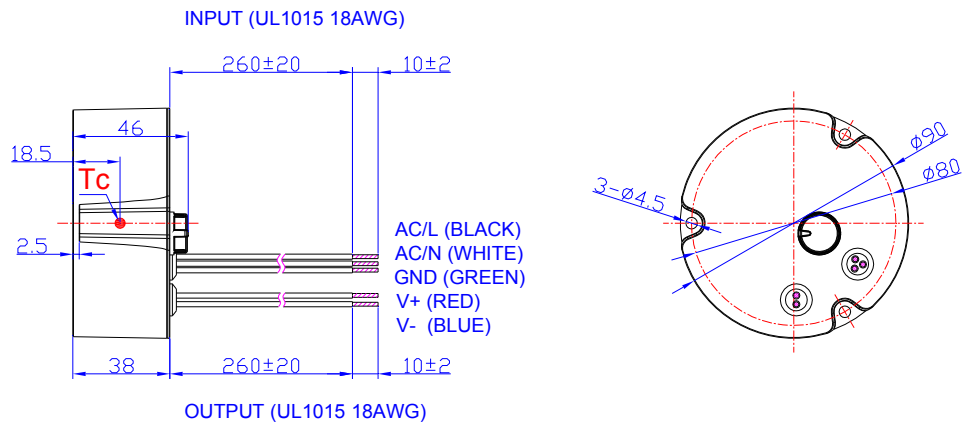 INPUT (UL1015 18AWG)
260±20
10±2
46
18.5
Tc
2.5
AC/L (BLACK)
AC/N (WHITE)
GND (GREEN)
V+ (RED)
V- (BLUE)
38
260±20
10±2
OUTPUT (UL1015 18AWG)
ø90
ø80
3-ø4.5